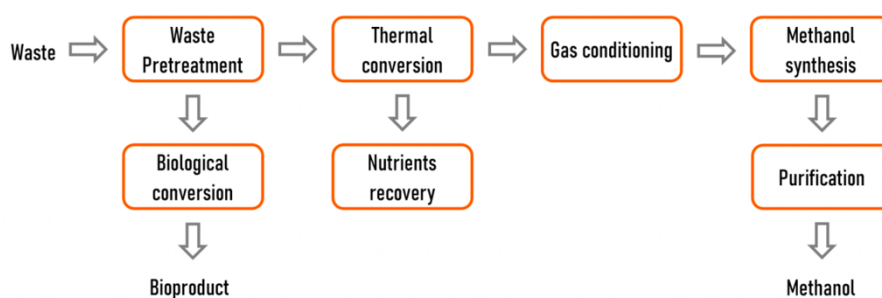 Waste
Waste
Pretreatment
Thermal
conversion
Gas conditioning
Methanol
synthesis
Biological
conversion
Nutrients
recovery
Purification
Bioproduct
Methanol